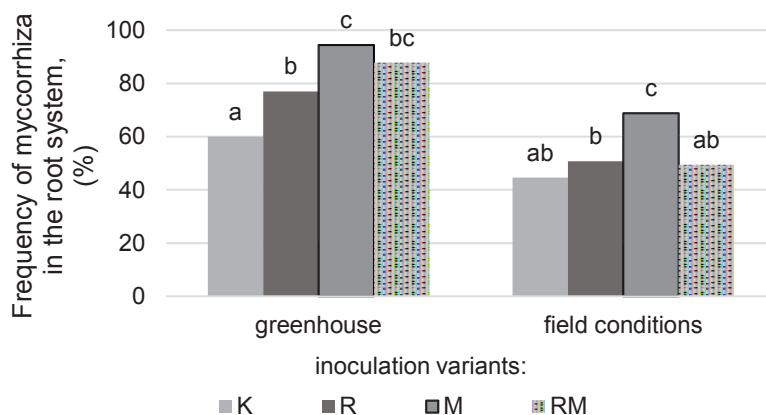 Frequency of myccorrhiza
in the root system,
(%)
100
80
60
40
20
0
a
b
c
bc
ab
b
c
ab
greenhouse
field conditions
inoculation variants:
K R M RM